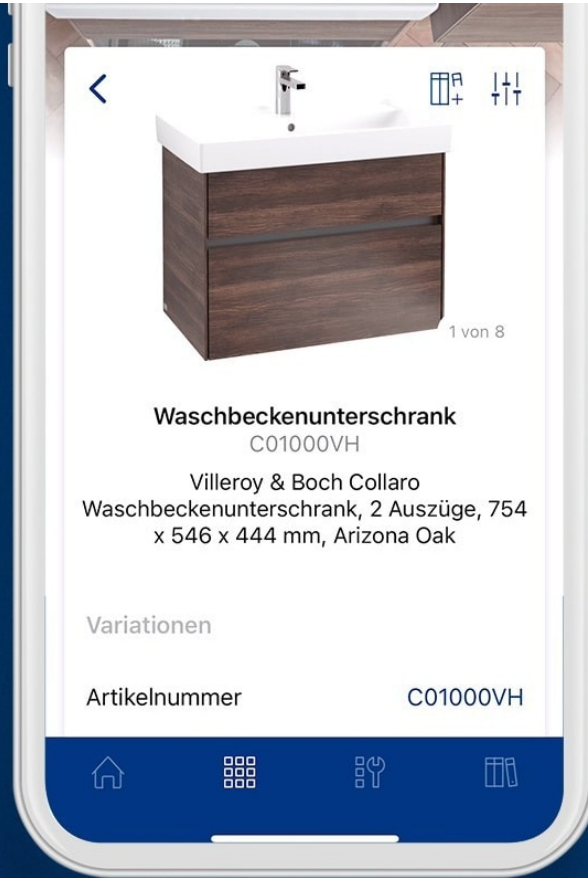 1 von 8
Waschbeckenunterschrank
C01000VH
Villeroy & Boch Collaro
Waschbeckenunterschrank, 2 Auszüge, 754
x 546 x 444 mm, Arizona Oak
Variationen
Artikelnummer C01000VH